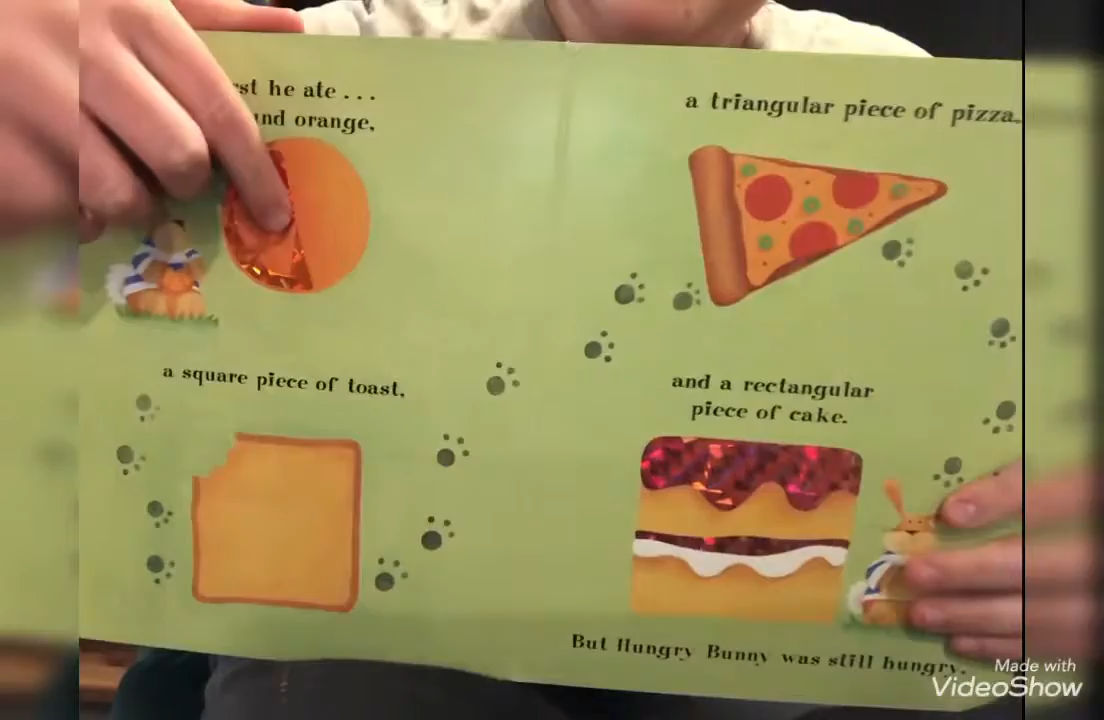 he ate . . .
orange,
a square piece of toast,
a triangular piece of pizza
and a rectangular
piece of cake.
But Hungry Bunny was still hungry.
Made with
VideoShow